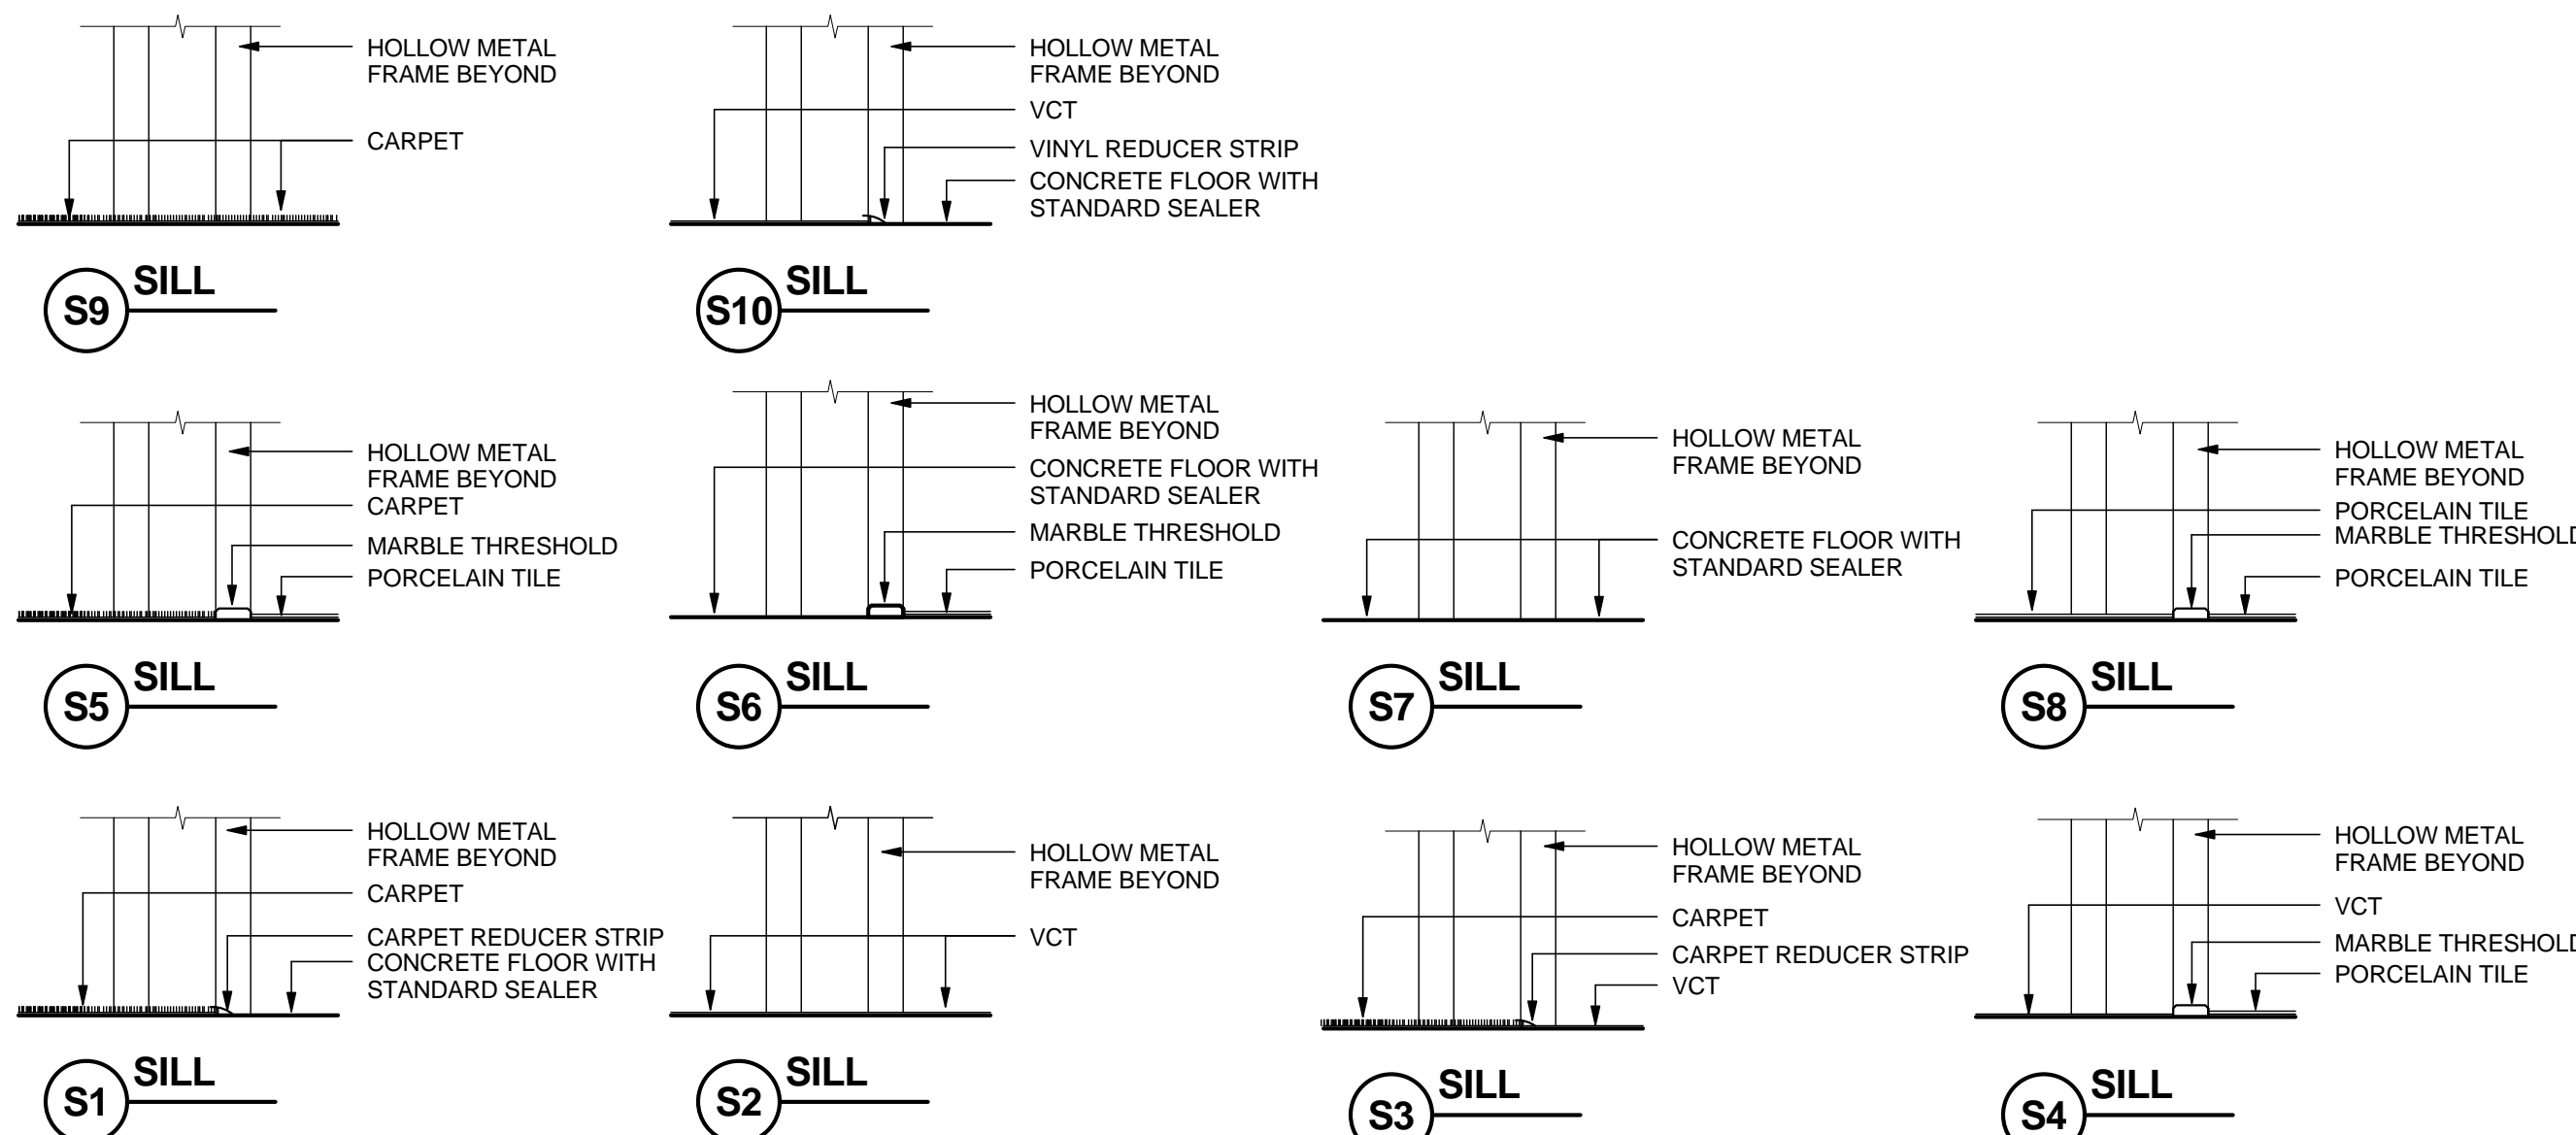 HOLLOW METAL
FRAME BEYOND
CARPET
SILL
S9
HOLLOW METAL
FRAME BEYOND
VCT
VINYL REDUCER STRIP
CONCRETE FLOOR WITH
STANDARD SEALER
SILL
S10
HOLLOW METAL
FRAME BEYOND
CARPET
MARBLE THRESHOLD
PORCELAIN TILE
SILL
S5
HOLLOW METAL
FRAME BEYOND
CONCRETE FLOOR WITH
STANDARD SEALER
MARBLE THRESHOLD
PORCELAIN TILE
SILL
S6
HOLLOW METAL
FRAME BEYOND
CONCRETE FLOOR WITH
STANDARD SEALER
SILL
S7
HOLLOW METAL
FRAME BEYOND
PORCELAIN TILE
MARBLE THRESHOLD
PORCELAIN TILE
SILL
S8
HOLLOW METAL
FRAME BEYOND
CARPET
CARPET REDUCER STRIP
CONCRETE FLOOR WITH
STANDARD SEALER
SILL
S1
HOLLOW METAL
FRAME BEYOND
VCT
SILL
S2
HOLLOW METAL
FRAME BEYOND
CARPET
CARPET REDUCER STRIP
VCT
SILL
S3
HOLLOW METAL
FRAME BEYOND
VCT
MARBLE THRESHOLD
PORCELAIN TILE
SILL
S4